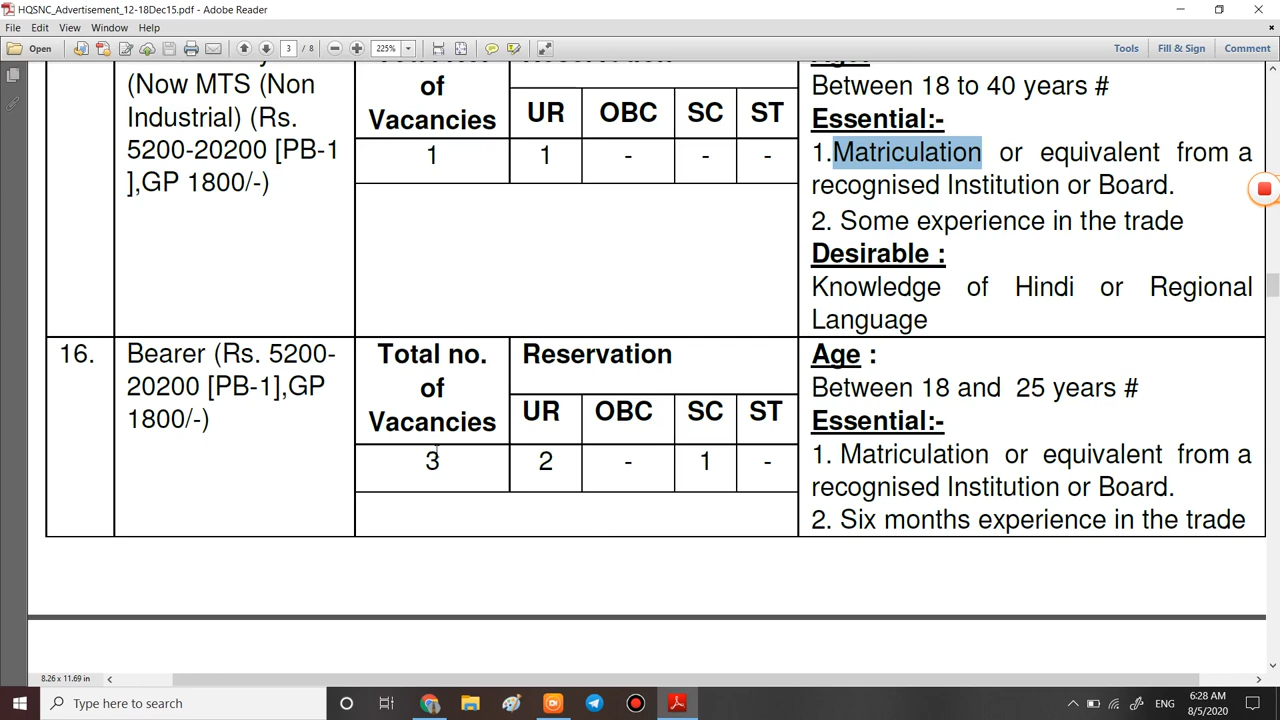 HQSNC_Advertisement_12-18Dec15.pdf - Adobe Reader
File Edit View Window Help
Open 3 / 8 225% Tools Fill & Sign Comment
(Now MTS (Non
Industrial) (Rs.
5200-20200 [PB-1
],GP 1800/-)
of
Vacancies
UR OBC SC ST
1 1 - - -
Between 18 to 40 years #
Essential:-
1.Matriculation or equivalent from a
recognised Institution or Board.
2. Some experience in the trade
Desirable :
Knowledge of Hindi or Regional
Language
16. Bearer (Rs. 5200-
20200 [PB-1],GP
1800/-)
Total no.
of
Vacancies
Reservation
UR OBC SC ST
3 2 - 1 -
Age :
Between 18 and 25 years #
Essential:-
1. Matriculation or equivalent from a
recognised Institution or Board.
2. Six months experience in the trade
8.26 x 11.69 in
Type here to search
ENG
6:28 AM
8/5/2020